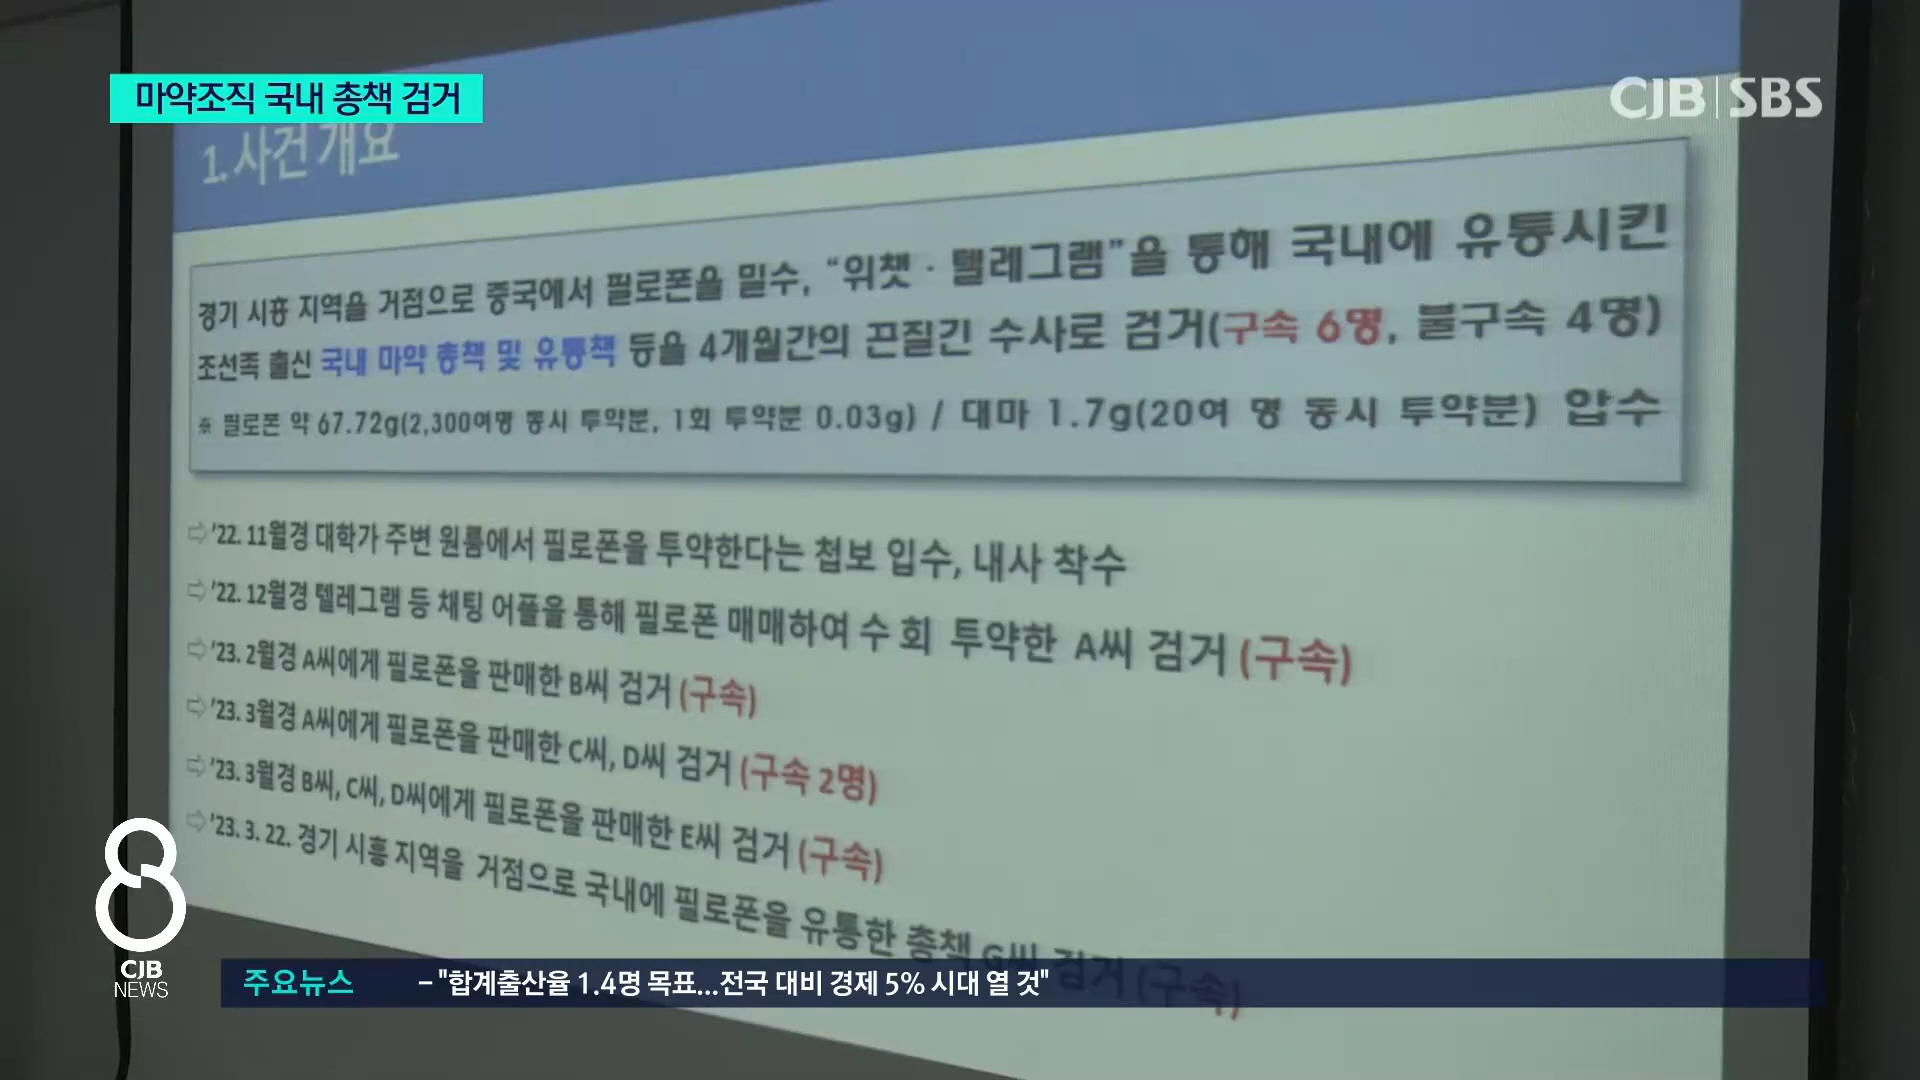 마약조직 국내 총책 검거
CJB SBS
1. 사건 개요
경기 시흥 지역을 거점으로 중국에서 필로폰을 밀수, “위챗 · 텔레그램”을 통해 국내에 유통시킨
조선족 출신 국내 마약 총책 및 유통책 등을 4개월간의 끈질긴 수사로 검거(구속 6명, 불구속 4명)
※ 필로폰 약 67.72g(2,300여명 동시 투약분, 1회 투약분 0.03g) / 대마 1.7g(20여 명 동시 투약분) 압수
⇨ '22. 11월경 대학가 주변 원룸에서 필로폰을 투약한다는 첩보 입수, 내사 착수
⇨ '22. 12월경 텔레그램 등 채팅 어플을 통해 필로폰 매매하여 수 회 투약한 A씨 검거 (구속)
⇨ '23. 2월경 A씨에게 필로폰을 판매한 B씨 검거 (구속)
⇨ '23. 3월경 A씨에게 필로폰을 판매한 C씨, D씨 검거 (구속 2명)
⇨ '23. 3월경 B씨, C씨, D씨에게 필로폰을 판매한 E씨 검거 (구속)
⇨ '23. 3. 22. 경기 시흥 지역을 거점으로 국내에 필로폰을 유통한 총책 G씨 검거 (구속)
8
CJB
NEWS
주요뉴스 - "합계출산율 1.4명 목표...전국 대비 경제 5% 시대 열 것"